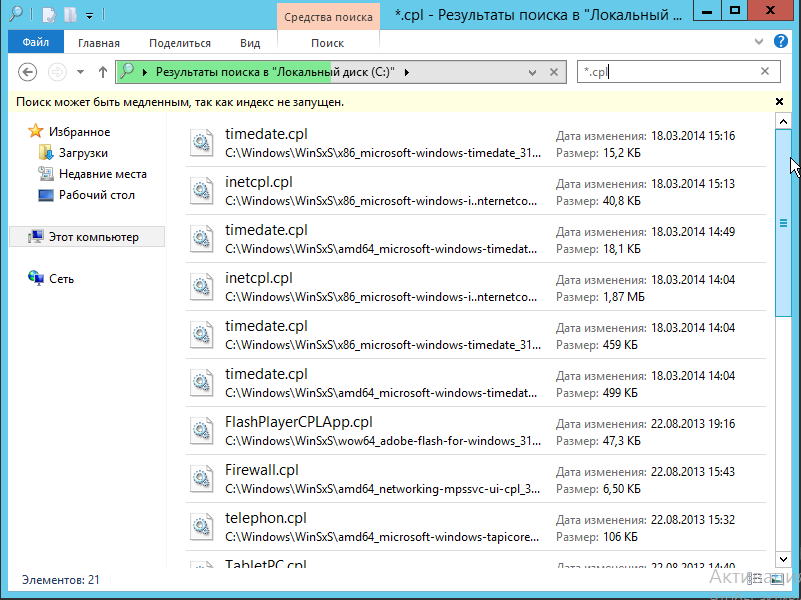 Средства поиска
*.cpl - Результаты поиска в "Локальный ...
Файл
Главная
Поделиться
Вид
Поиск
Результаты поиска в "Локальный диск (C:)"
*.cpl
Поиск может быть медленным, так как индекс не запущен.
Избранное
Загрузки
Недавние места
Рабочий стол
Этот компьютер
Сеть
timedate.cpl
Дата изменения: 18.03.2014 15:16
C:\Windows\WinSxS\x86_microsoft-windows-timedate_31...
Размер: 15,2 КБ
inetcpl.cpl
Дата изменения: 18.03.2014 15:13
C:\Windows\WinSxS\x86_microsoft-windows-i..nternetco...
Размер: 40,8 КБ
timedate.cpl
Дата изменения: 18.03.2014 14:49
C:\Windows\WinSxS\amd64_microsoft-windows-timedat...
Размер: 18,1 КБ
inetcpl.cpl
Дата изменения: 18.03.2014 14:04
C:\Windows\WinSxS\x86_microsoft-windows-i..nternetco...
Размер: 1,87 МБ
timedate.cpl
Дата изменения: 18.03.2014 14:04
C:\Windows\WinSxS\x86_microsoft-windows-timedate_31...
Размер: 459 КБ
timedate.cpl
Дата изменения: 18.03.2014 14:04
C:\Windows\WinSxS\amd64_microsoft-windows-timedat...
Размер: 499 КБ
FlashPlayerCPLApp.cpl
Дата изменения: 22.08.2013 19:16
C:\Windows\WinSxS\wow64_adobe-flash-for-windows_31...
Размер: 47,3 КБ
Firewall.cpl
Дата изменения: 22.08.2013 15:43
C:\Windows\WinSxS\amd64_networking-mpssvc-ui-cpl_3...
Размер: 6,50 КБ
telephon.cpl
Дата изменения: 22.08.2013 15:32
C:\Windows\WinSxS\amd64_microsoft-windows-tapicore...
Размер: 106 КБ
TabletPC.cpl
Дата изменения: 22.08.2013 14:40
Элементов: 21